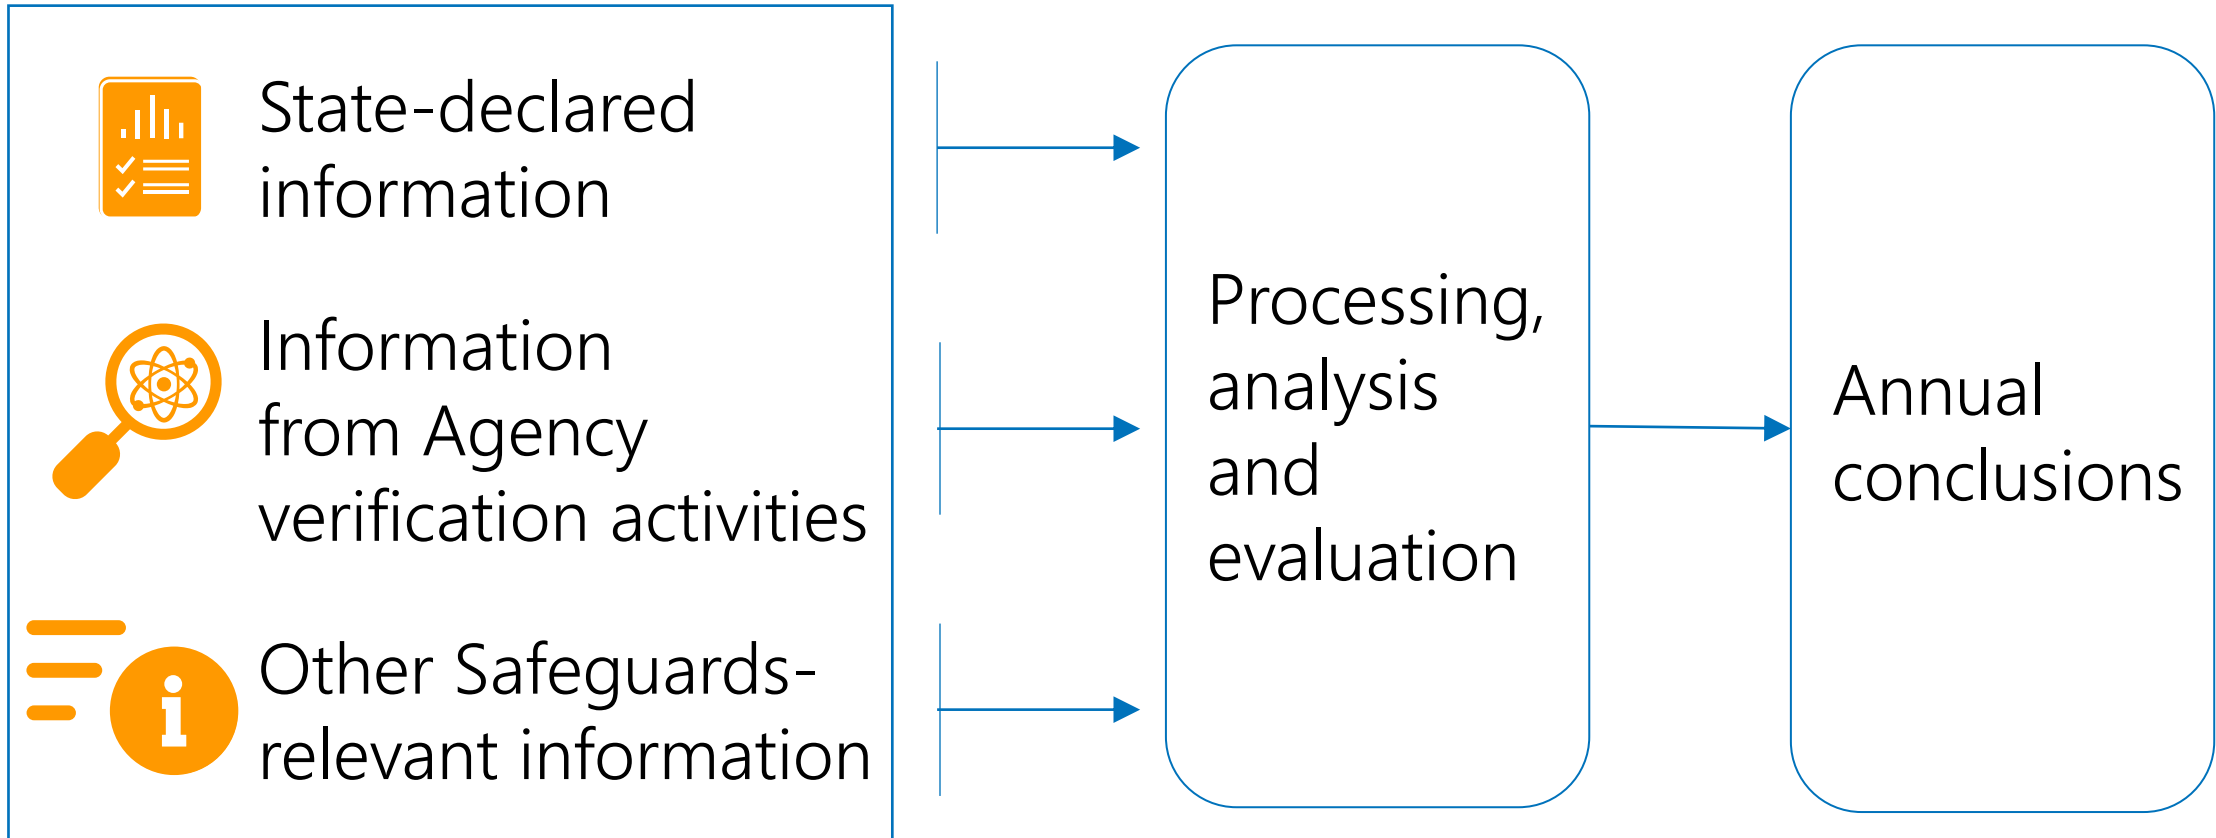 State-declared
information
Information
from Agency
verification activities
Other Safeguards-
relevant information
Processing,
analysis
and
evaluation
Annual
conclusions